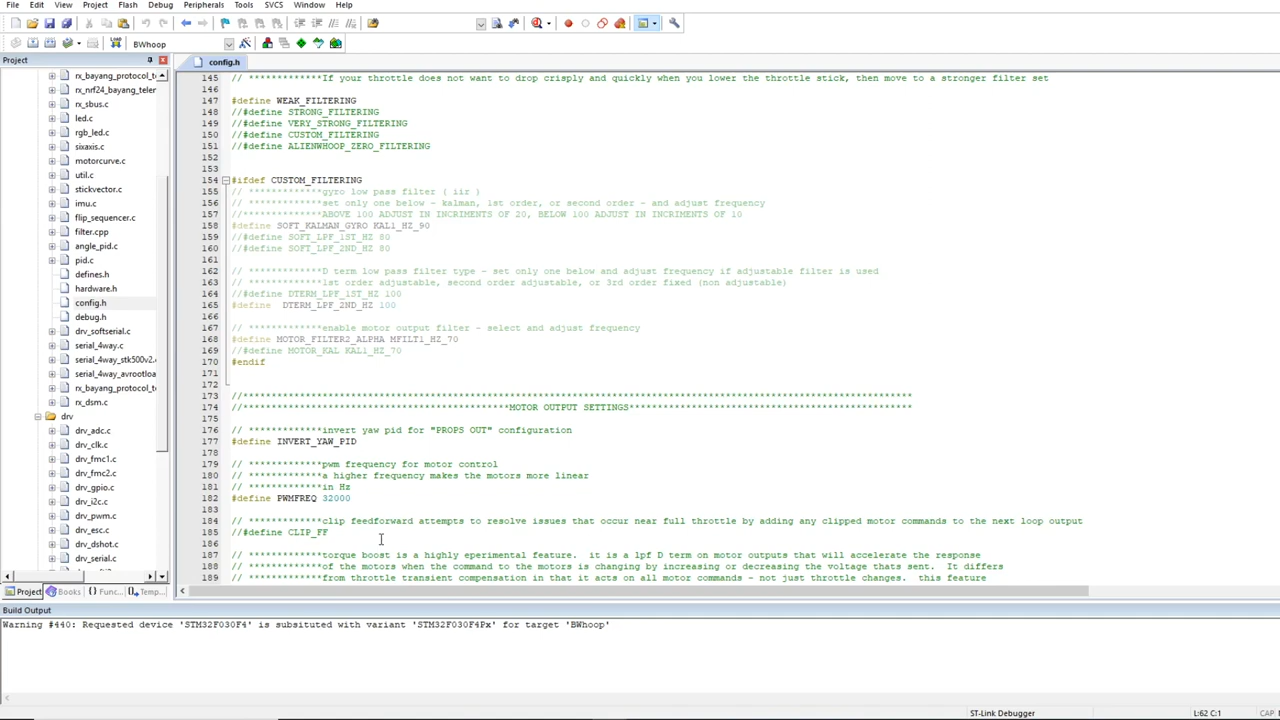 File Edit View Project Flash Debug Peripherals Tools SVCS Window Help
BWhoop
Project
config.h
rx_bayang_protocol_t
rx_nrf24_bayang_teler
rx_sbus.c
led.c
rgb_led.c
sixaxis.c
motorcurve.c
util.c
stickvector.c
imu.c
flip_sequencer.c
filter.cpp
angle_pid.c
pid.c
defines.h
hardware.h
config.h
debug.h
drv_softserial.c
serial_4way.c
serial_4way_stk500v2.
serial_4way_avrootloa
rx_bayang_protocol_t
rx_dsm.c
drv
drv_adc.c
drv_clk.c
drv_fmc1.c
drv_fmc2.c
drv_gpio.c
drv_i2c.c
drv_pwm.c
drv_esc.c
drv_dshot.c
drv_serial.c
Project Books {} Func... Temp...
145 // *************If your throttle does not want to drop crisply and quickly when you lower the throttle stick, then move to a stronger filter set
146
147 #define WEAK_FILTERING
148 //#define STRONG_FILTERING
149 //#define VERY_STRONG_FILTERING
150 //#define CUSTOM_FILTERING
151 //#define ALIENWHOOP_ZERO_FILTERING
152
153
154 #ifdef CUSTOM_FILTERING
155 // *************gyro low pass filter ( iir )
156 // *************set only one below - kalman, 1st order, or second order - and adjust frequency
157 //*************ABOVE 100 ADJUST IN INCRIMENTS OF 20, BELOW 100 ADJUST IN INCRIMENTS OF 10
158 #define SOFT_KALMAN_GYRO KAL1_HZ_90
159 //#define SOFT_LPF_1ST_HZ 80
160 //#define SOFT_LPF_2ND_HZ 80
161
162 // *************D term low pass filter type - set only one below and adjust frequency if adjustable filter is used
163 // *************1st order adjustable, second order adjustable, or 3rd order fixed (non adjustable)
164 //#define DTERM_LPF_1ST_HZ 100
165 #define  DTERM_LPF_2ND_HZ 100
166
167 // *************enable motor output filter - select and adjust frequency
168 #define MOTOR_FILTER2_ALPHA MFILT1_HZ_70
169 //#define MOTOR_KAL KAL1_HZ_70
170 #endif
171
172
173 //**********************************************************************************************************************
174 //***********************************************MOTOR OUTPUT SETTINGS**************************************************
175
176 // *************invert yaw pid for "PROPS OUT" configuration
177 #define INVERT_YAW_PID
178
179 // *************pwm frequency for motor control
180 // *************a higher frequency makes the motors more linear
181 // *************in Hz
182 #define PWMFREQ 32000
183
184 // *************clip feedforward attempts to resolve issues that occur near full throttle by adding any clipped motor commands to the next loop output
185 //#define CLIP_FF
186
187 // *************torque boost is a highly eperimental feature.  it is a lpf D term on motor outputs that will accelerate the response
188 // *************of the motors when the command to the motors is changing by increasing or decreasing the voltage thats sent.  It differs
189 // *************from throttle transient compensation in that it acts on all motor commands - not just throttle changes.  this feature
Build Output
Warning #440: Requested device 'STM32F030F4' is subsituted with variant 'STM32F030F4Px' for target 'BWhoop'
ST-Link Debugger L:62 C:1 CAP